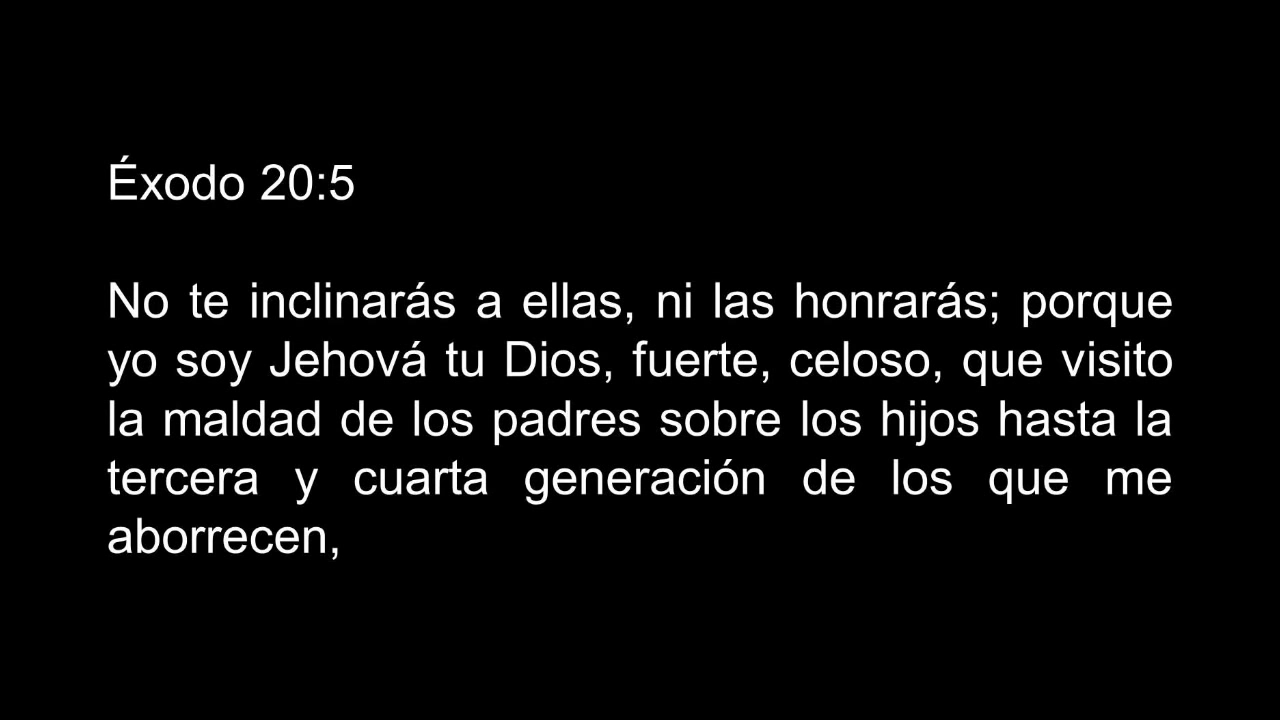 Éxodo 20:5
No te inclinarás a ellas, ni las honrarás; porque
yo soy Jehová tu Dios, fuerte, celoso, que visito
la maldad de los padres sobre los hijos hasta la
tercera y cuarta generación de los que me
aborrecen,